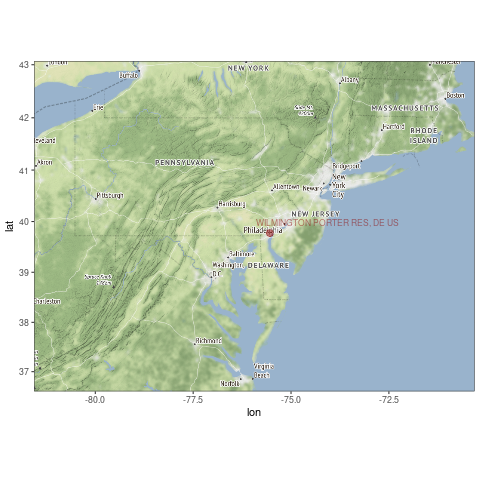 43
42
41
40
39
38
37
lat
Buffalo
NEW YORK
Albany
Erie
MASSACHUSETTS
Boston
Hartford
RHODE
ISLAND
Akron
PENNSYLVANIA
Bridgeport
Pittsburgh
Allentown
Newark
New
York
City
Harrisburg
NEW JERSEY
WILMINGTON PORTER RES, DE US
Philadelphia
Baltimore
Washington,
D.C.
DELAWARE
Richmond
Virginia
Beach
Norfolk
-80.0
-77.5
-75.0
-72.5
lon